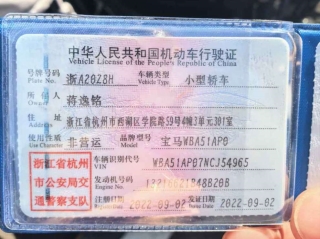 中华人民共和国机动车行驶证
Vehicle License of the People's Republic of China
号牌号码 浙A20Z8H 车辆类型 小型轿车
Plate No. Vehicle Type
所有人 蒋逸铭
Owner
住址 浙江省杭州市西湖区学院路59号4幢3单元301室
Address
使用性质 非营运 品牌型号 宝马WBA51AP0
Use Character Model
浙江省杭州
市公安局交
通警察支队
车辆识别代号 WBA51AP07NCJ54965
VIN
发动机号码
Engine No.
注册日期 2022-09-02 发证日期 2022-09-02
Issue Date